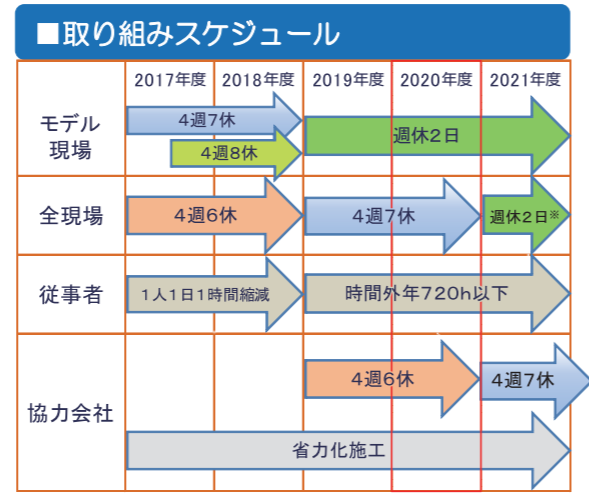 ■取り組みスケジュール
2017年度 2018年度 2019年度 2020年度 2021年度
モデル
現場
4週7休
4週8休
週休2日
全現場
4週6休
4週7休
週休2日※
従事者
1人1日1時間縮減
時間外年720h以下
協力会社
4週6休
4週7休
省力化施工